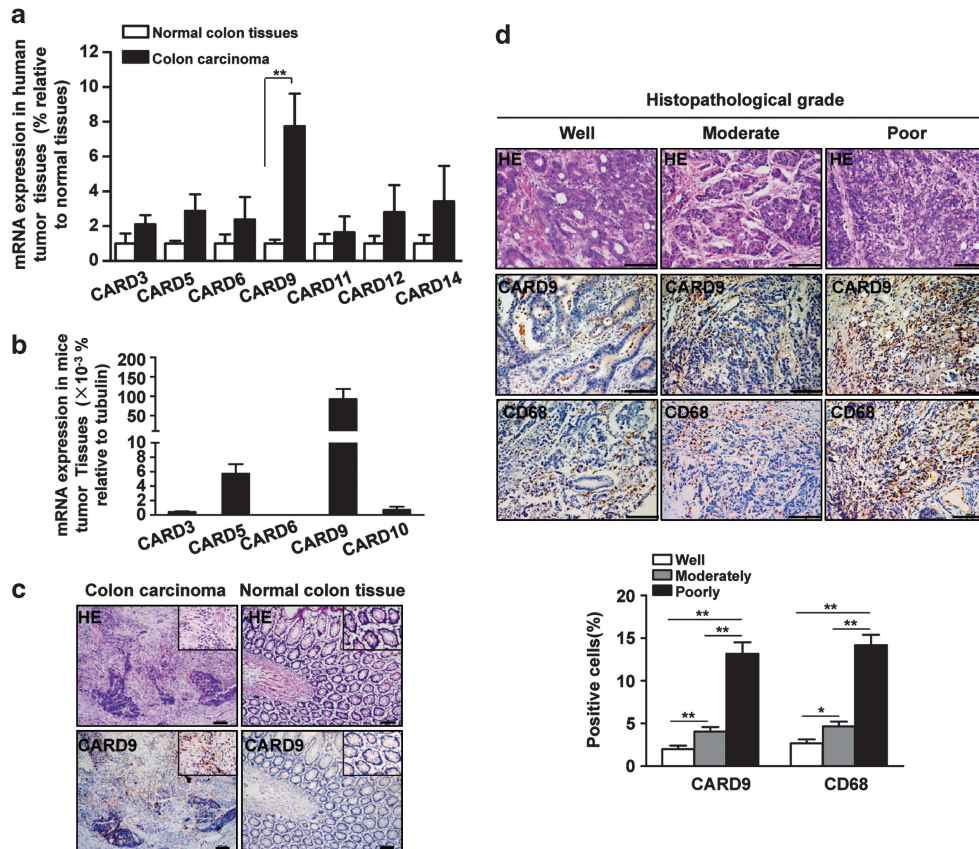 a
Normal colon tissues
Colon carcinoma
mRNA expression in human
tumor tissues (% relative
to normal tissues)
12
10
8
6
4
2
0
**
CARD3
CARD5
CARD6
CARD9
CARD11
CARD12
CARD14
b
mRNA expression in mice
tumor Tissues (×10⁻³ %
relative to tubulin)
200
150
100
50
10
8
6
4
2
0
CARD3
CARD5
CARD6
CARD9
CARD10
c
Colon carcinoma Normal colon tissue
HE HE
CARD9 CARD9
d
Histopathological grade
Well Moderate Poor
HE HE HE
CARD9 CARD9 CARD9
CD68 CD68 CD68
Well
Moderately
Poorly
Positive cells(%)
20
15
10
5
0
** **
** **
** *
CARD9 CD68